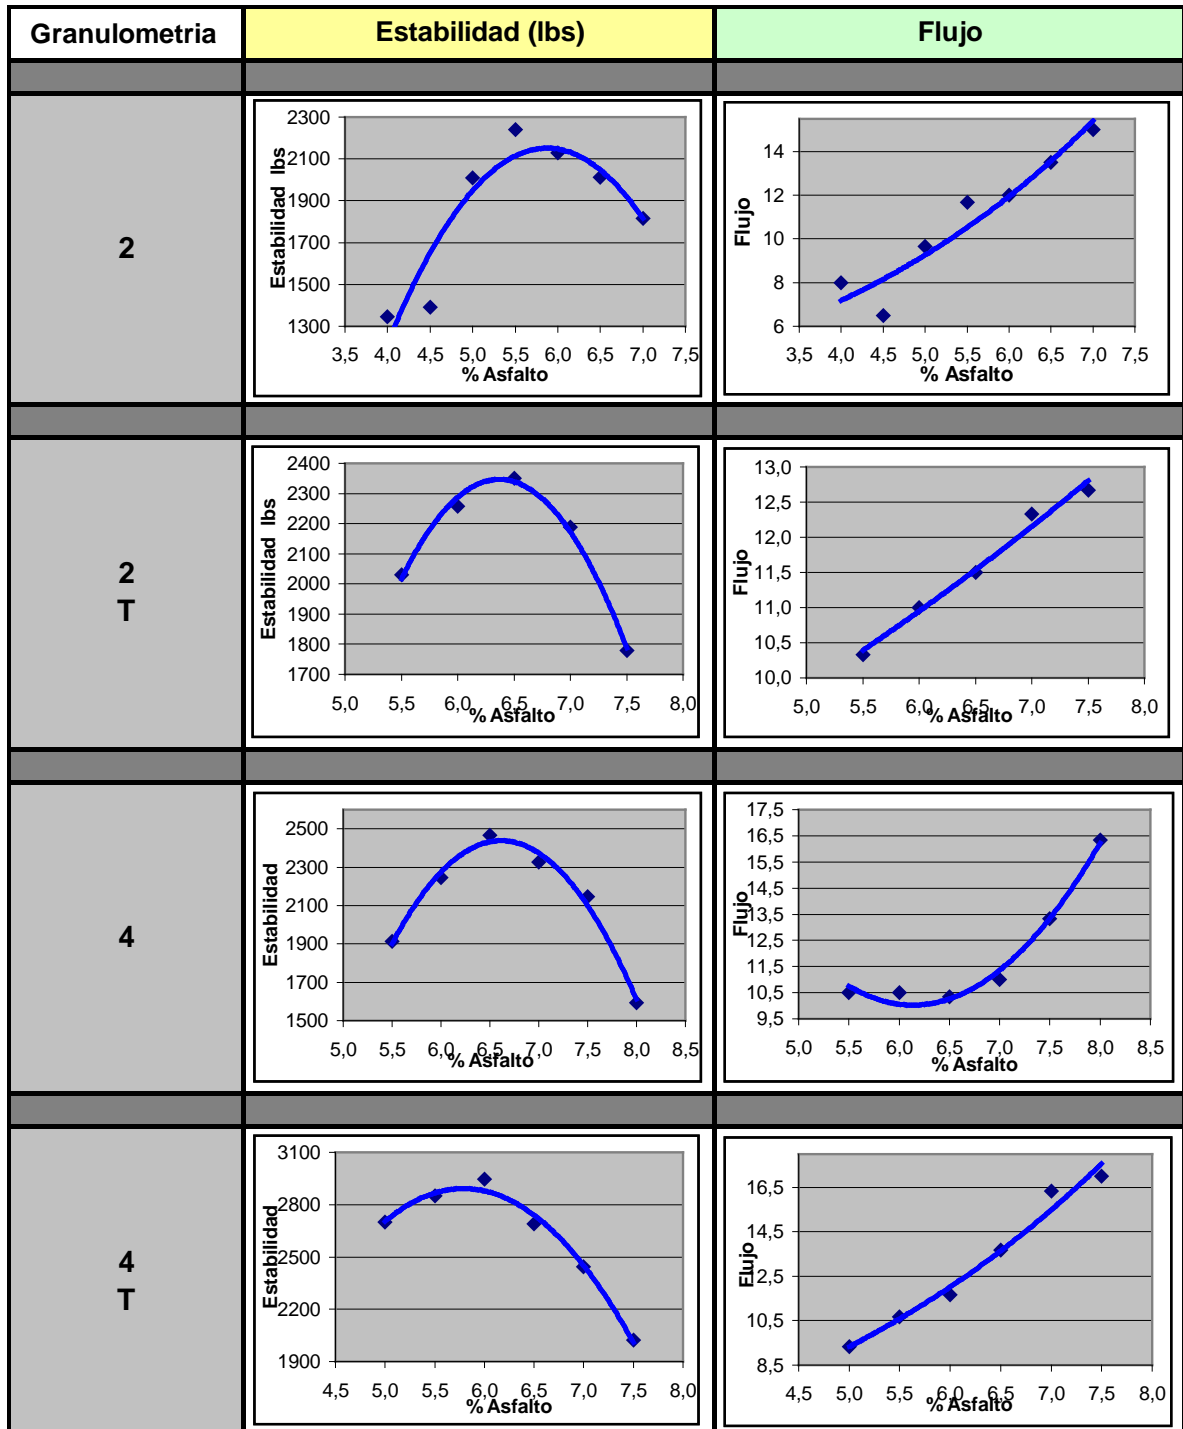 Granulometria Estabilidad (lbs) Flujo
2
Estabilidad lbs
2300
2100
1900
1700
1500
1300
3,5 4,0 4,5 5,0 5,5 6,0 6,5 7,0 7,5
% Asfalto
Flujo
14
12
10
8
6
3,5 4,0 4,5 5,0 5,5 6,0 6,5 7,0 7,5
% Asfalto
2
T
Estabilidad lbs
2400
2300
2200
2100
2000
1900
1800
1700
5,0 5,5 6,0 6,5 7,0 7,5 8,0
% Asfalto
Flujo
13,0
12,5
12,0
11,5
11,0
10,5
10,0
5,0 5,5 6,0 6,5 7,0 7,5 8,0
% Asfalto
4
Estabilidad
2500
2300
2100
1900
1700
1500
5,0 5,5 6,0 6,5 7,0 7,5 8,0 8,5
% Asfalto
Flujo
17,5
16,5
15,5
14,5
13,5
12,5
11,5
10,5
9,5
5,0 5,5 6,0 6,5 7,0 7,5 8,0 8,5
% Asfalto
4
T
Estabilidad
3100
2800
2500
2200
1900
4,5 5,0 5,5 6,0 6,5 7,0 7,5 8,0
% Asfalto
Flujo
16,5
14,5
12,5
10,5
8,5
4,5 5,0 5,5 6,0 6,5 7,0 7,5 8,0
% Asfalto